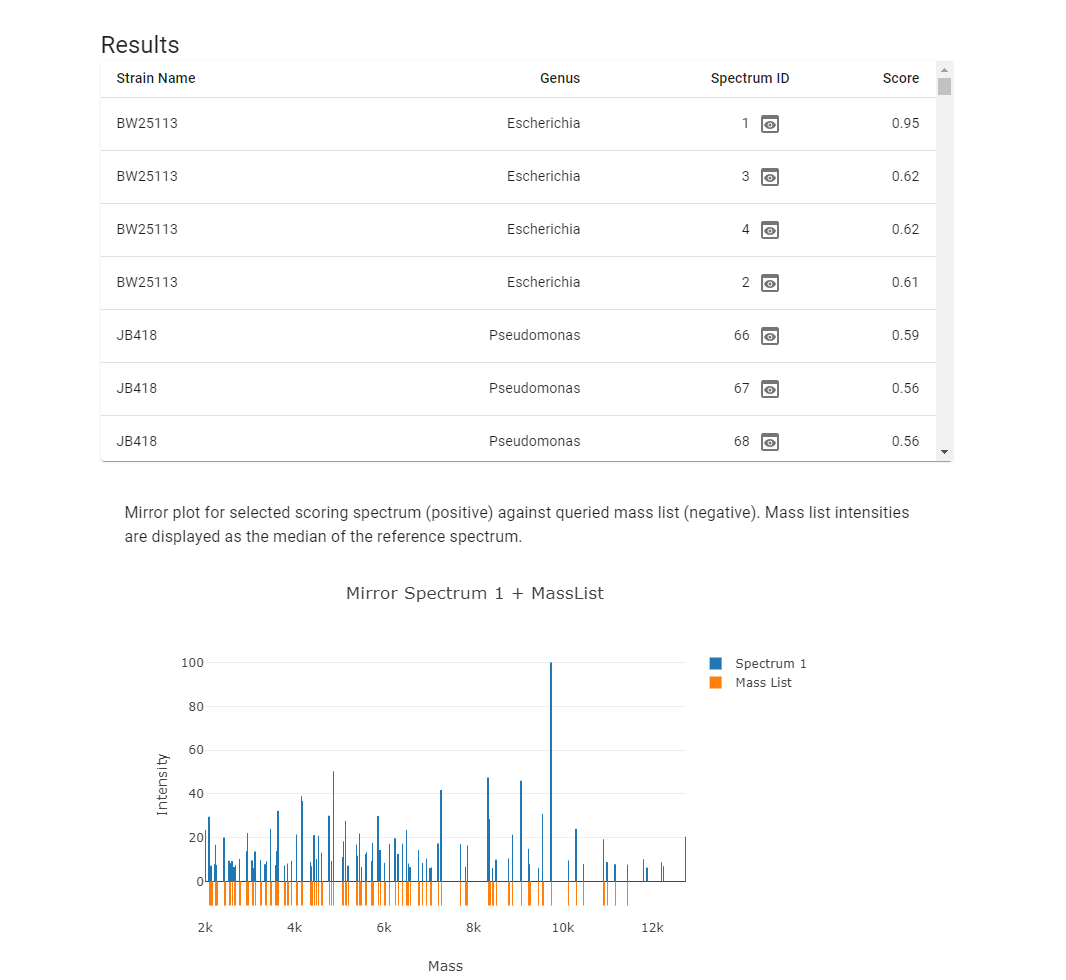 Results
Strain Name Genus Spectrum ID Score
BW25113 Escherichia 1 0.95
BW25113 Escherichia 3 0.62
BW25113 Escherichia 4 0.62
BW25113 Escherichia 2 0.61
JB418 Pseudomonas 66 0.59
JB418 Pseudomonas 67 0.56
JB418 Pseudomonas 68 0.56
Mirror plot for selected scoring spectrum (positive) against queried mass list (negative). Mass list intensities
are displayed as the median of the reference spectrum.
Mirror Spectrum 1 + MassList
Spectrum 1
Mass List
Intensity
100
80
60
40
20
0
2k 4k 6k 8k 10k 12k
Mass